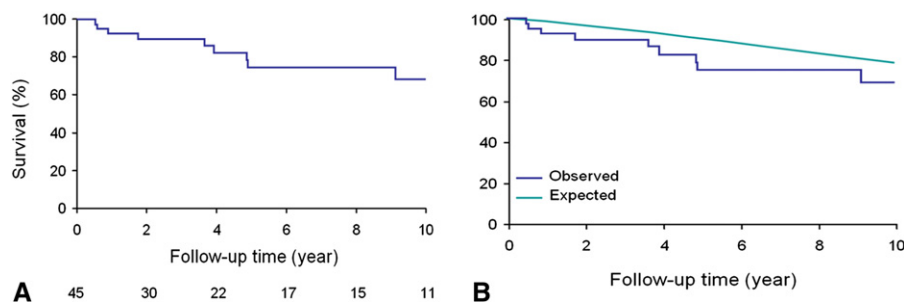 100
80
60
40
20
0
Survival (%)
0 2 4 6 8 10
Follow-up time (year)
A 45 30 22 17 15 11
100
80
60
40
20
0
Observed
Expected
0 2 4 6 8 10
Follow-up time (year)
B